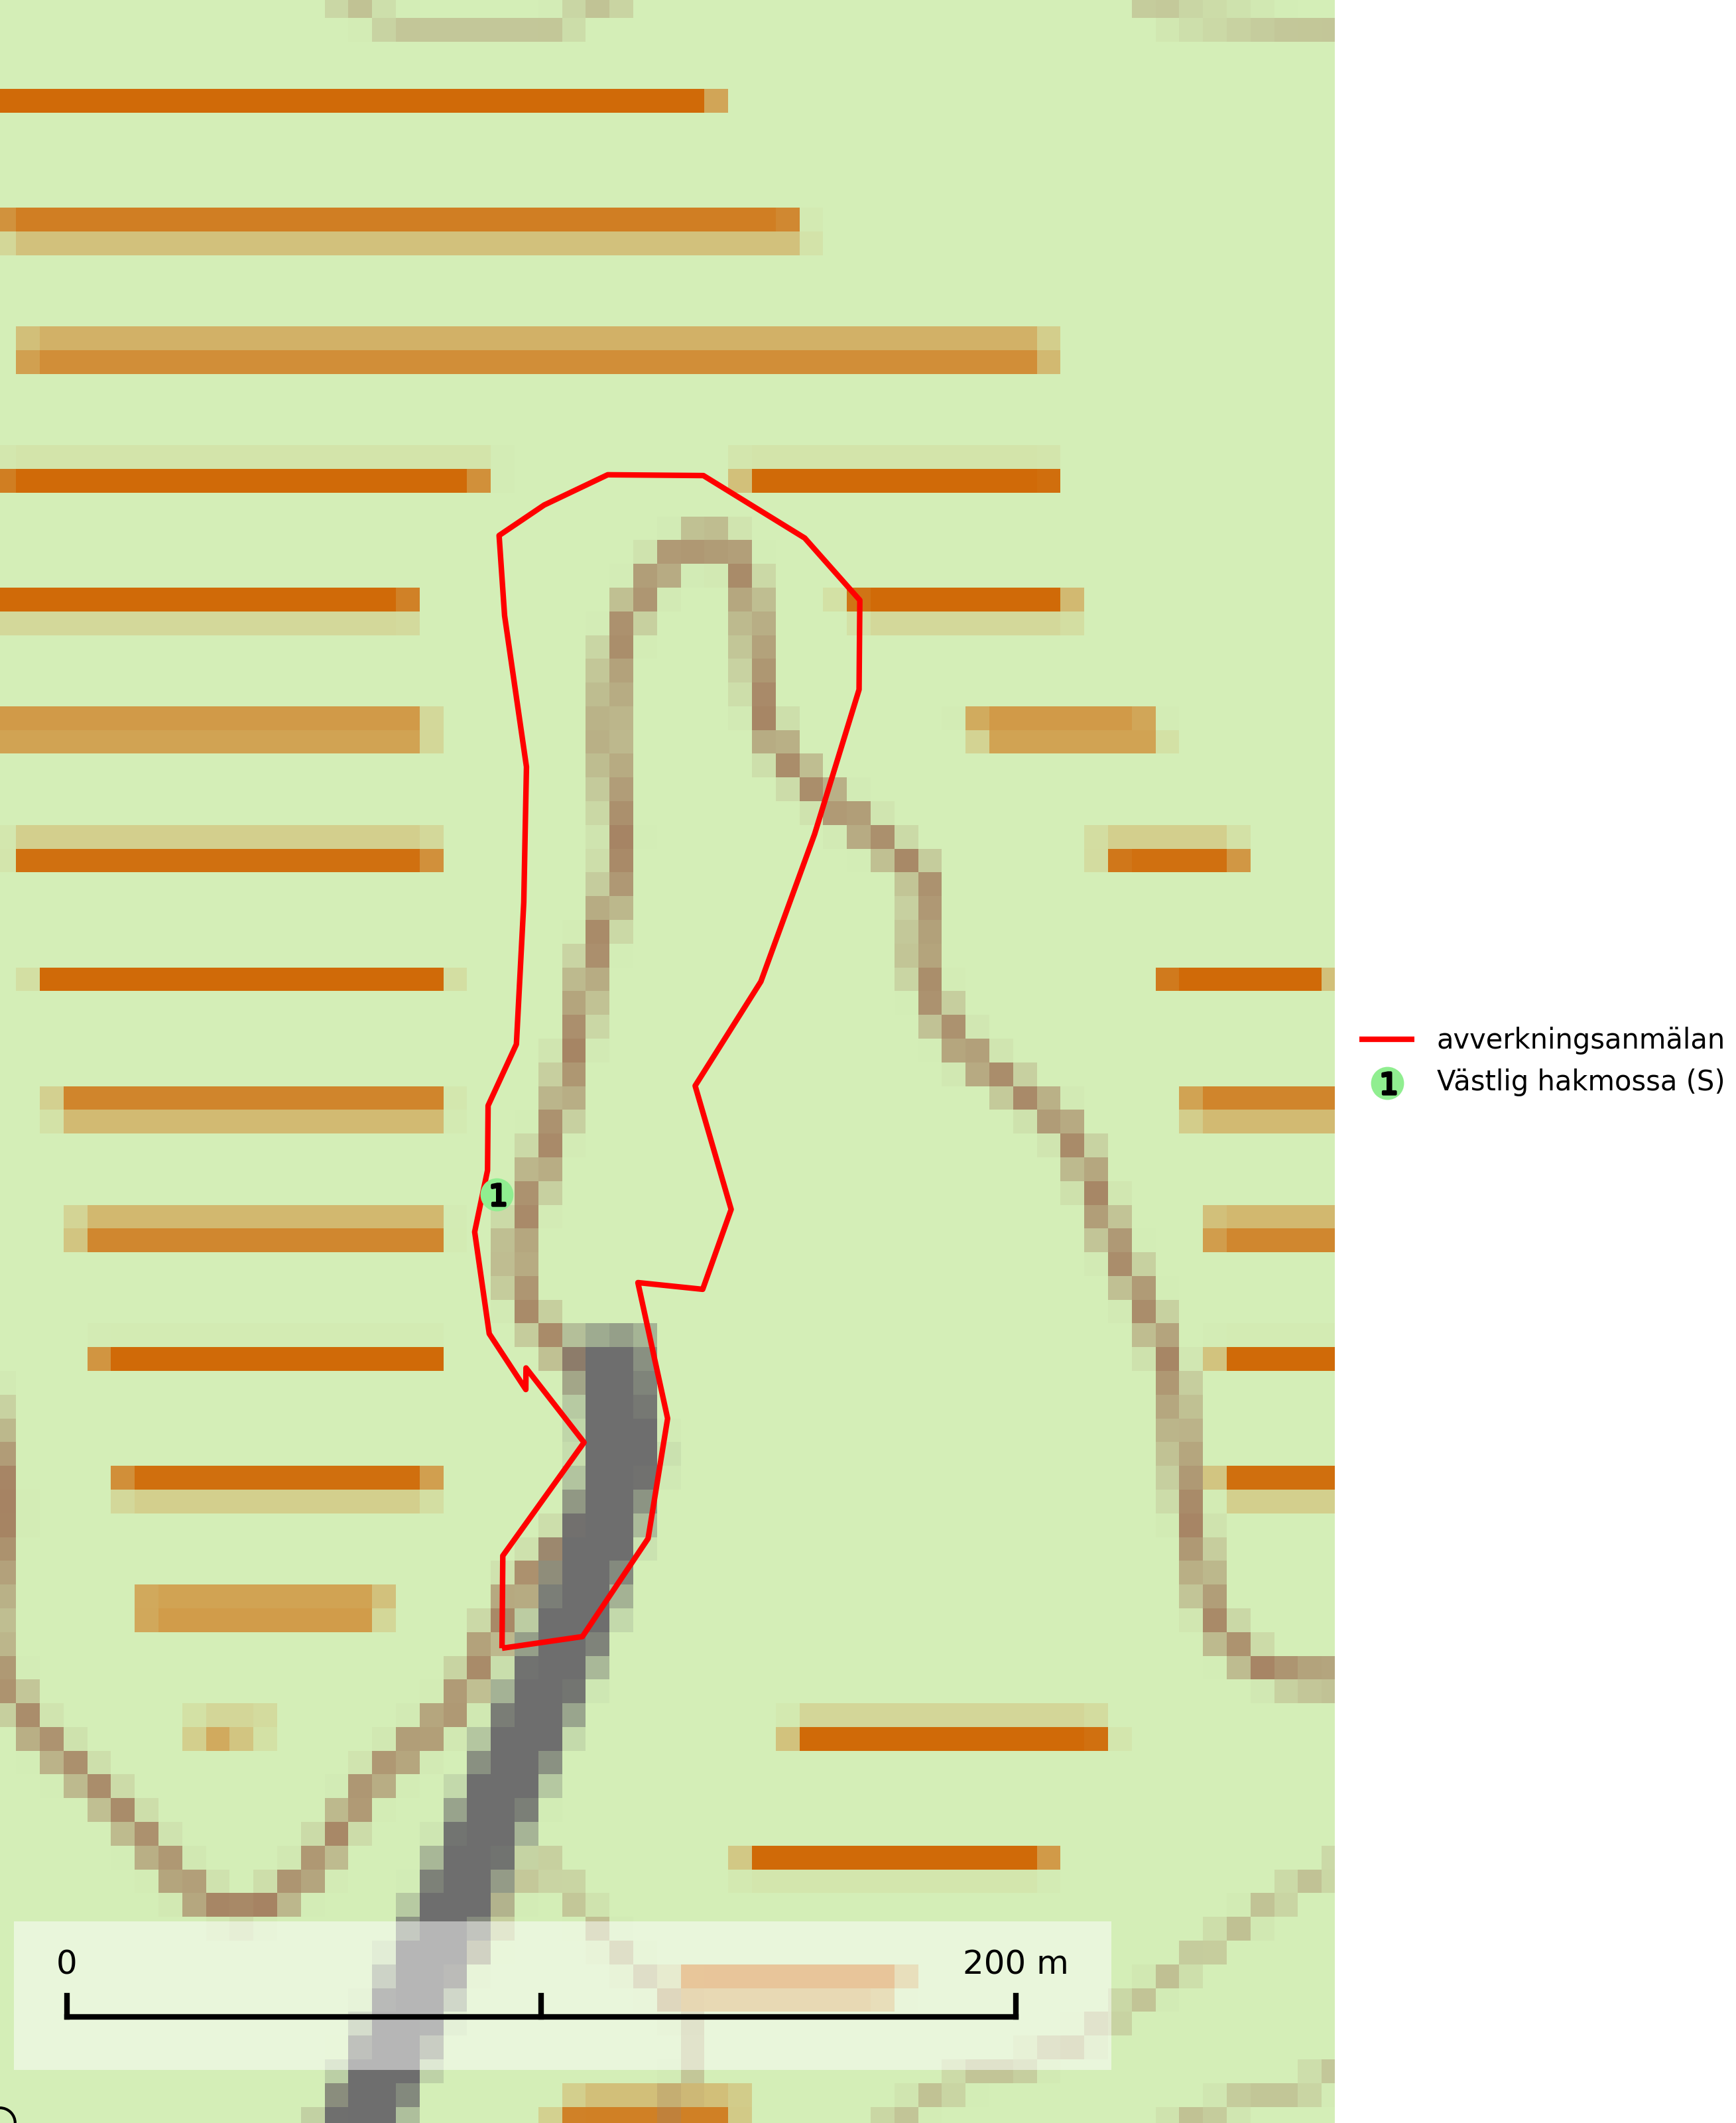 avverkningsanmälan
1 Västlig hakmossa (S)
1
0 200 m